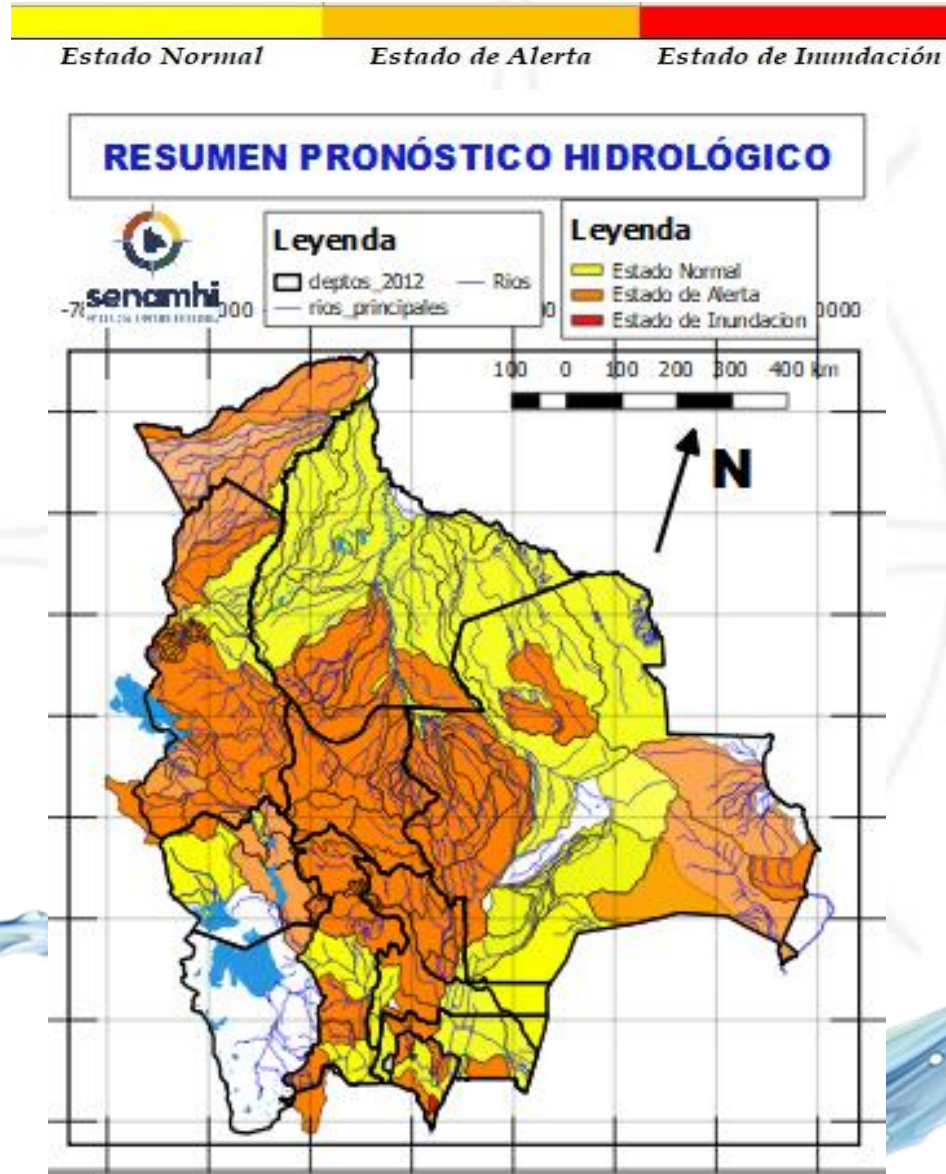 Estado Normal Estado de Alerta Estado de Inundación
RESUMEN PRONÓSTICO HIDROLÓGICO
senamhi
Leyenda
deptos_2012 Rios
rios_principales
Leyenda
Estado Normal
Estado de Alerta
Estado de Inundacion
100 0 100 200 300 400 km
N